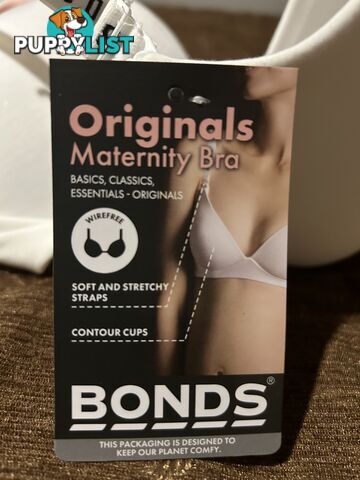 PUPPYLIST
Originals
Maternity Bra
BASICS, CLASSICS,
ESSENTIALS - ORIGINALS
WIREFREE
SOFT AND STRETCHY
STRAPS
CONTOUR CUPS
BONDS®
THIS PACKAGING IS DESIGNED TO
KEEP OUR PLANET COMFY.